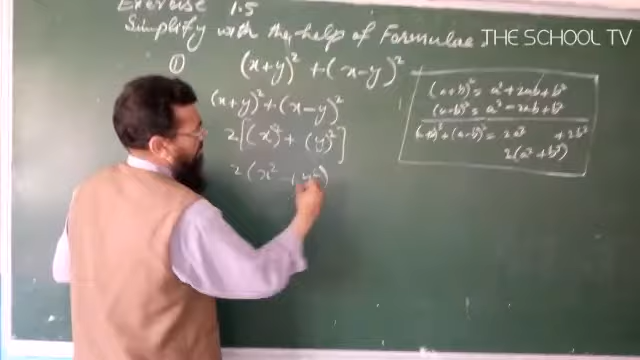 Exercise 1.5
Simplify with the help of Formulae.
THE SCHOOL TV
① (x+y)² + (x-y)²
(x+y)² + (x-y)²
2[(x)² + (y)²]
2(x²
(a+b)² = a² + 2ab + b²
(a-b)² = a² - 2ab + b²
(a+b)² + (a-b)² = 2a² + 2b²
2(a² + b²)